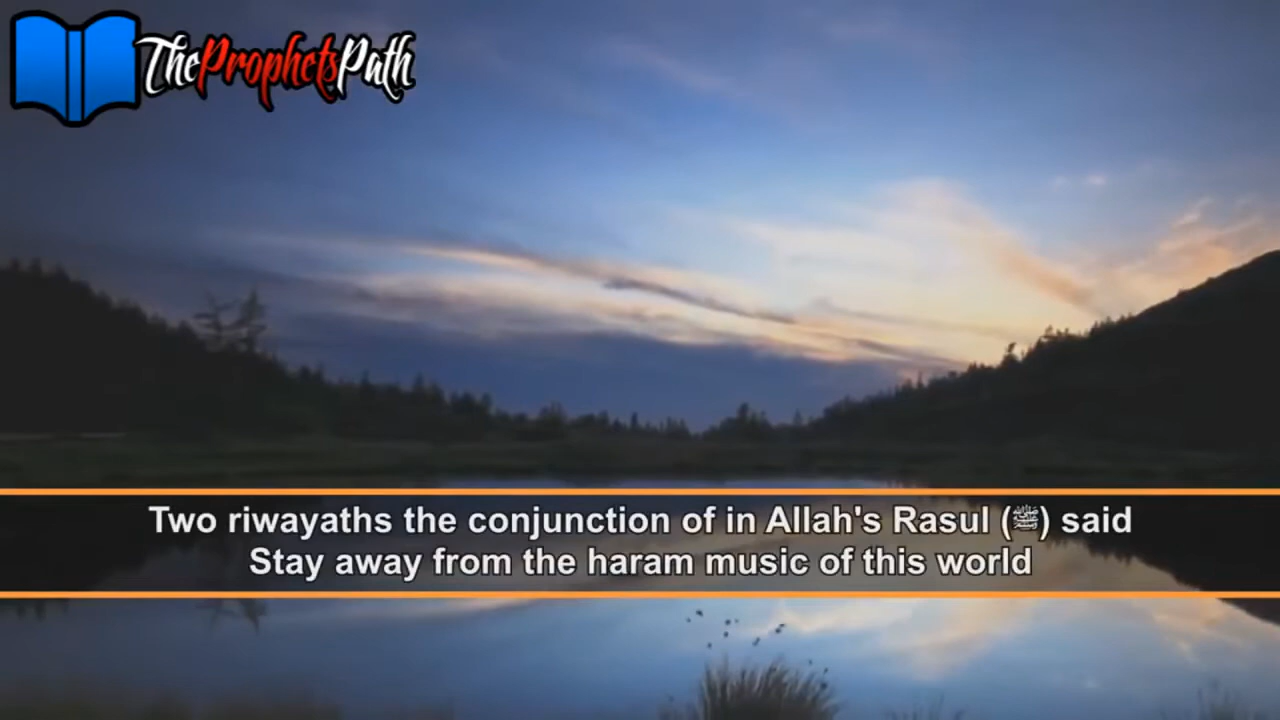 TheProphetsPath
Two riwayaths the conjunction of in Allah's Rasul (ﷺ) said
Stay away from the haram music of this world